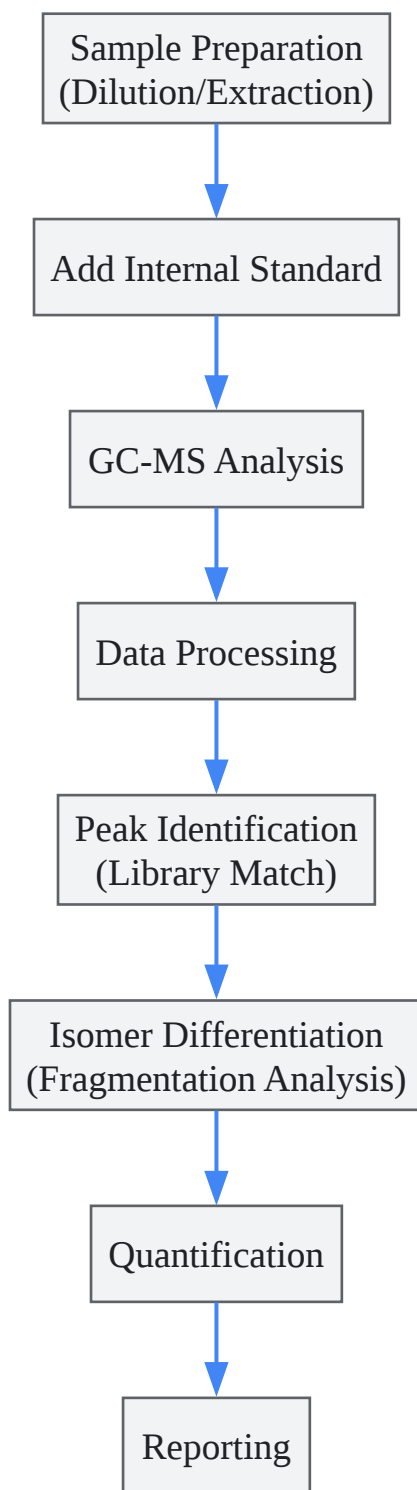 Sample Preparation
(Dilution/Extraction)
Add Internal Standard
GC-MS Analysis
Data Processing
Peak Identification
(Library Match)
Isomer Differentiation
(Fragmentation Analysis)
Quantification
Reporting